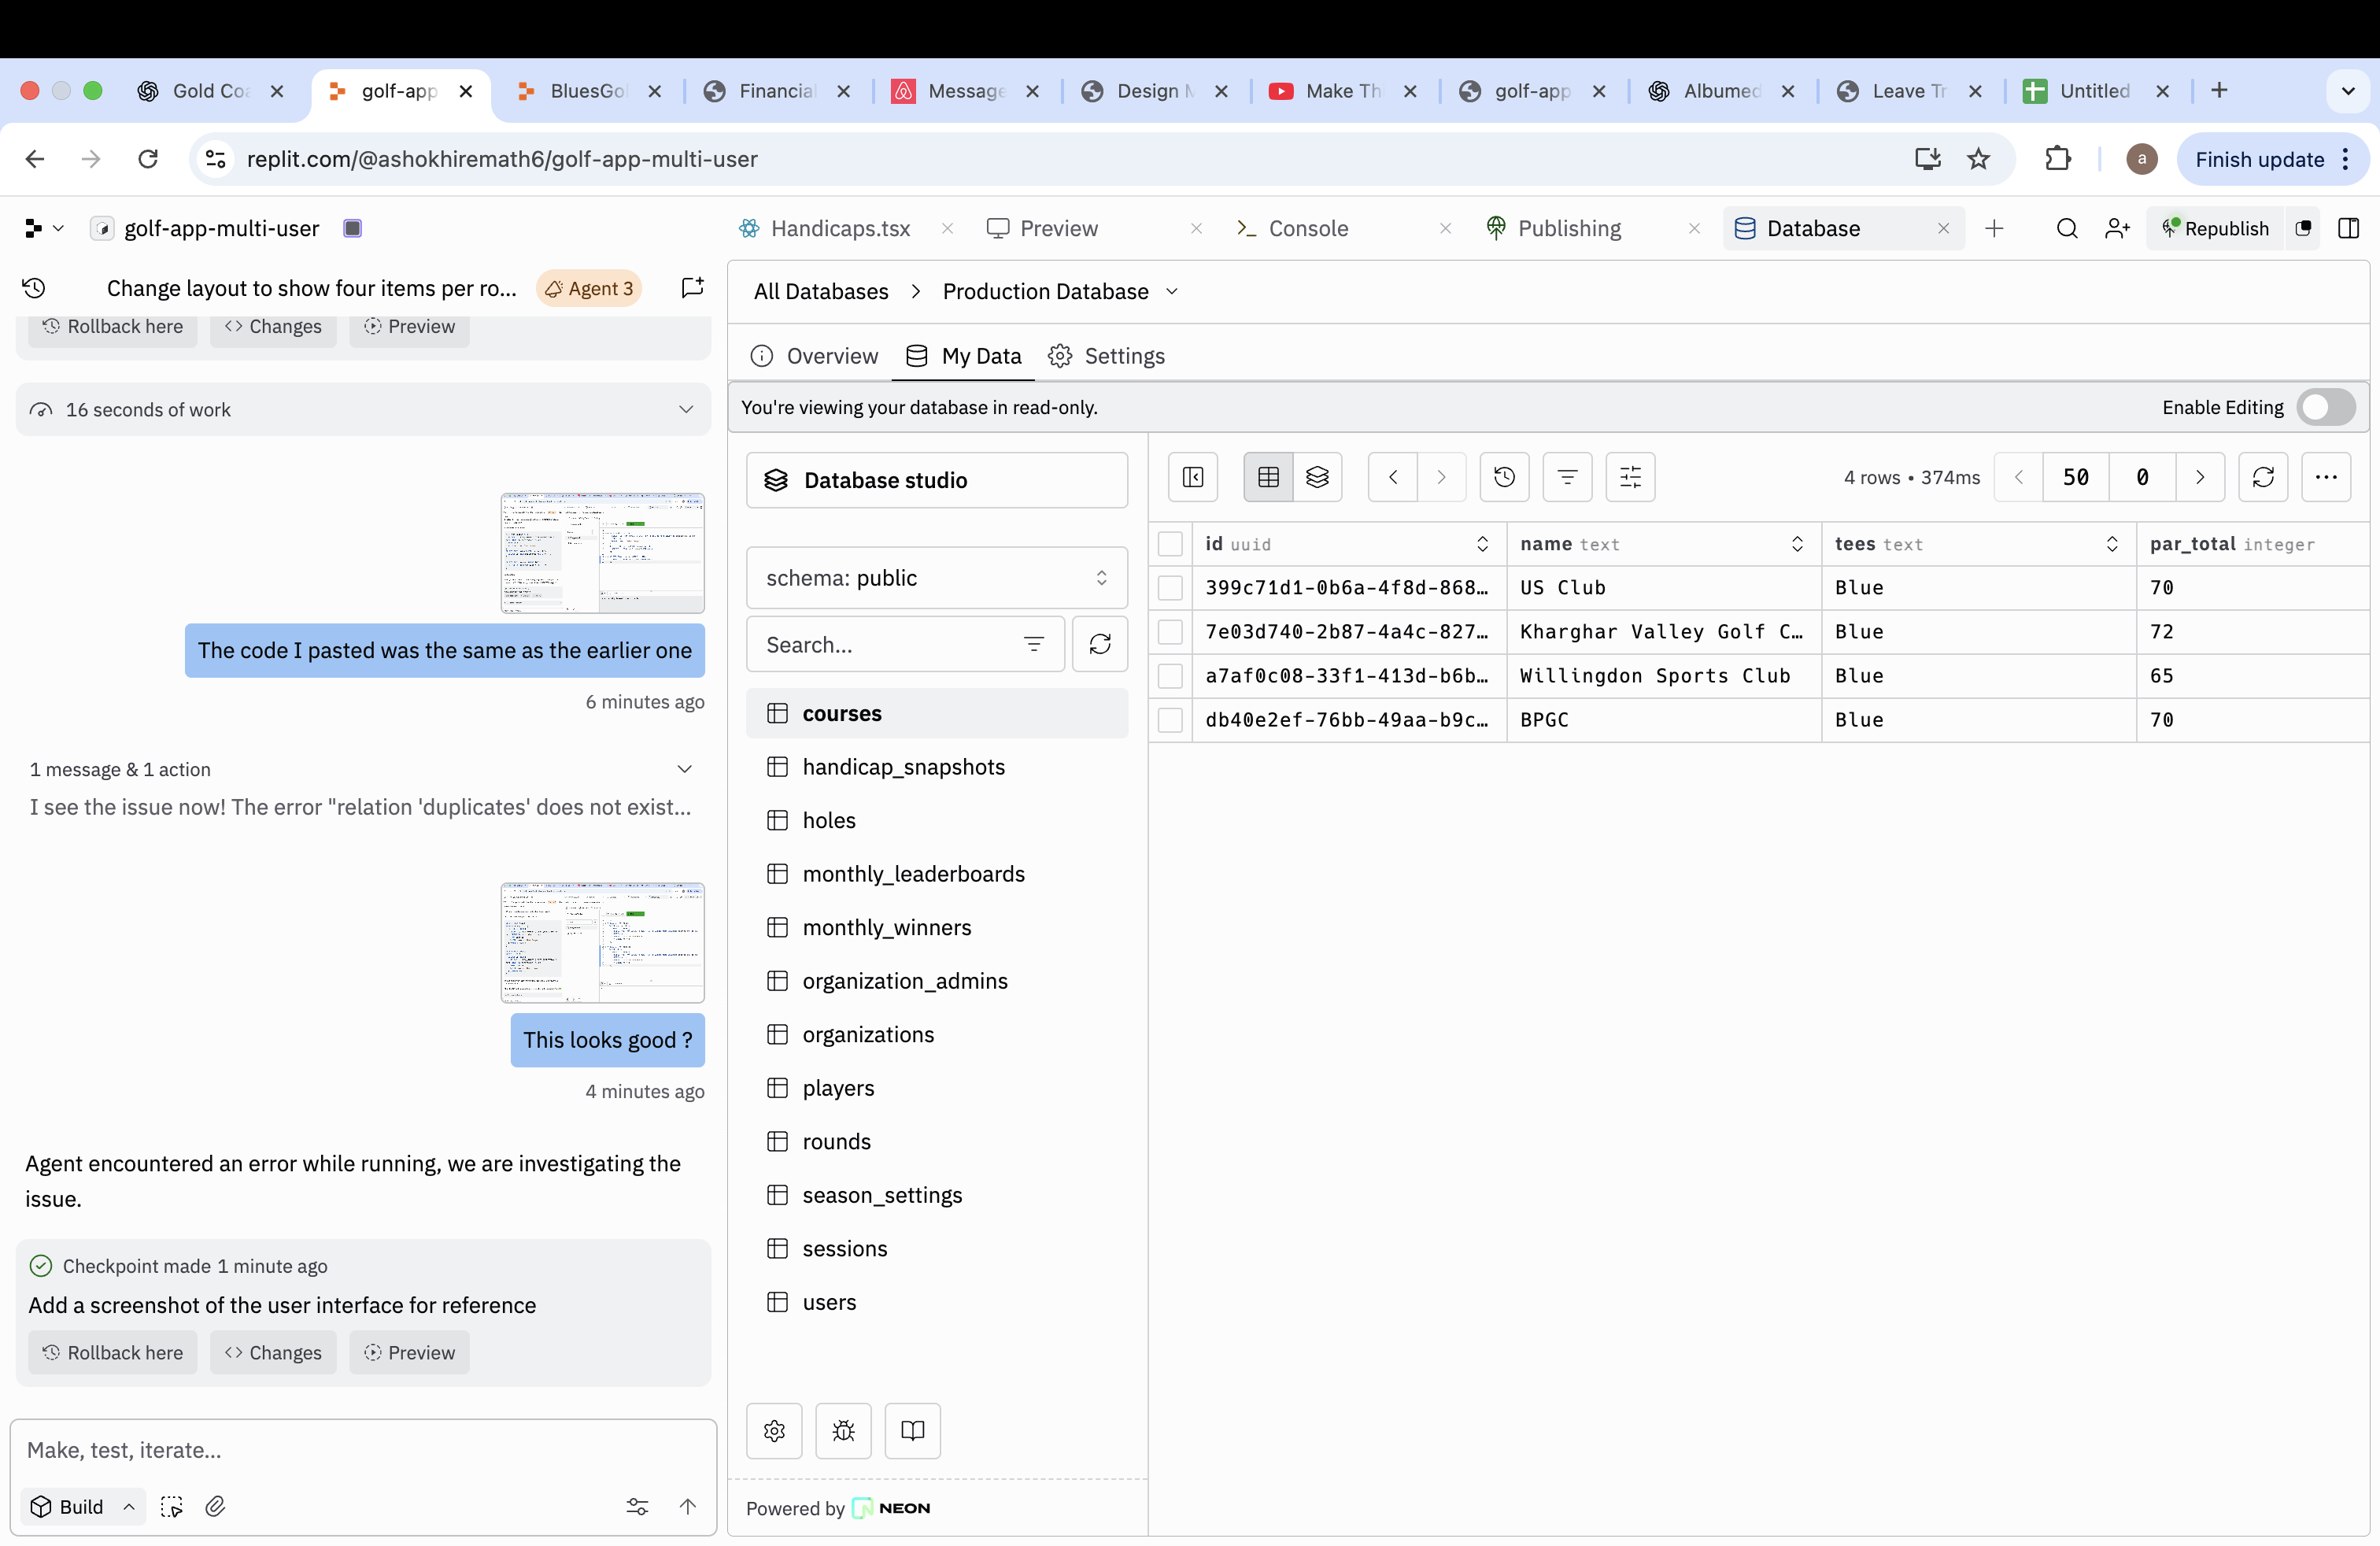 Gold Coa
golf-app
BluesGol
Financial
Message
Design M
Make Th
golf-app
Albumed
Leave Tr
Untitled
replit.com/@ashokhiremath6/golf-app-multi-user
a
Finish update
golf-app-multi-user
Handicaps.tsx
Preview
Console
Publishing
Database
Republish
Change layout to show four items per ro...
Agent 3
Rollback here
Changes
Preview
16 seconds of work
The code I pasted was the same as the earlier one
6 minutes ago
1 message & 1 action
I see the issue now! The error "relation 'duplicates' does not exist...
This looks good ?
4 minutes ago
Agent encountered an error while running, we are investigating the
issue.
Checkpoint made 1 minute ago
Add a screenshot of the user interface for reference
Rollback here
Changes
Preview
Make, test, iterate...
Build
All Databases > Production Database
Overview
My Data
Settings
You're viewing your database in read-only.
Enable Editing
Database studio
schema: public
Search...
courses
handicap_snapshots
holes
monthly_leaderboards
monthly_winners
organization_admins
organizations
players
rounds
season_settings
sessions
users
Powered by NEON
4 rows • 374ms
50
0
id uuid name text tees text par_total integer
399c71d1-0b6a-4f8d-868… US Club Blue 70
7e03d740-2b87-4a4c-827… Kharghar Valley Golf C… Blue 72
a7af0c08-33f1-413d-b6b… Willingdon Sports Club Blue 65
db40e2ef-76bb-49aa-b9c… BPGC Blue 70